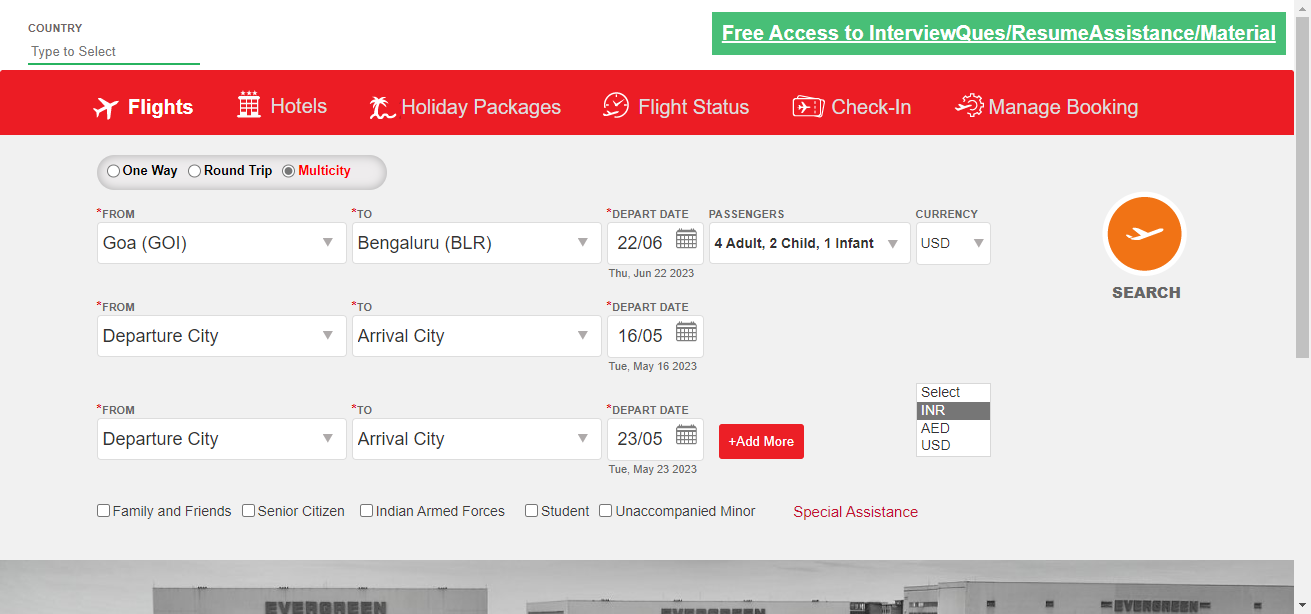 COUNTRY
Type to Select
Free Access to InterviewQues/ResumeAssistance/Material
Flights Hotels Holiday Packages Flight Status Check-In Manage Booking
One Way Round Trip Multicity
*FROM *TO *DEPART DATE PASSENGERS CURRENCY
Goa (GOI) Bengaluru (BLR) 22/06 4 Adult, 2 Child, 1 Infant USD
Thu, Jun 22 2023
SEARCH
*FROM *TO *DEPART DATE
Departure City Arrival City 16/05
Tue, May 16 2023
Select
INR
AED
USD
*FROM *TO *DEPART DATE
Departure City Arrival City 23/05 +Add More
Tue, May 23 2023
Family and Friends Senior Citizen Indian Armed Forces Student Unaccompanied Minor Special Assistance
EVERGREEN EVERGREEN EVERGREEN